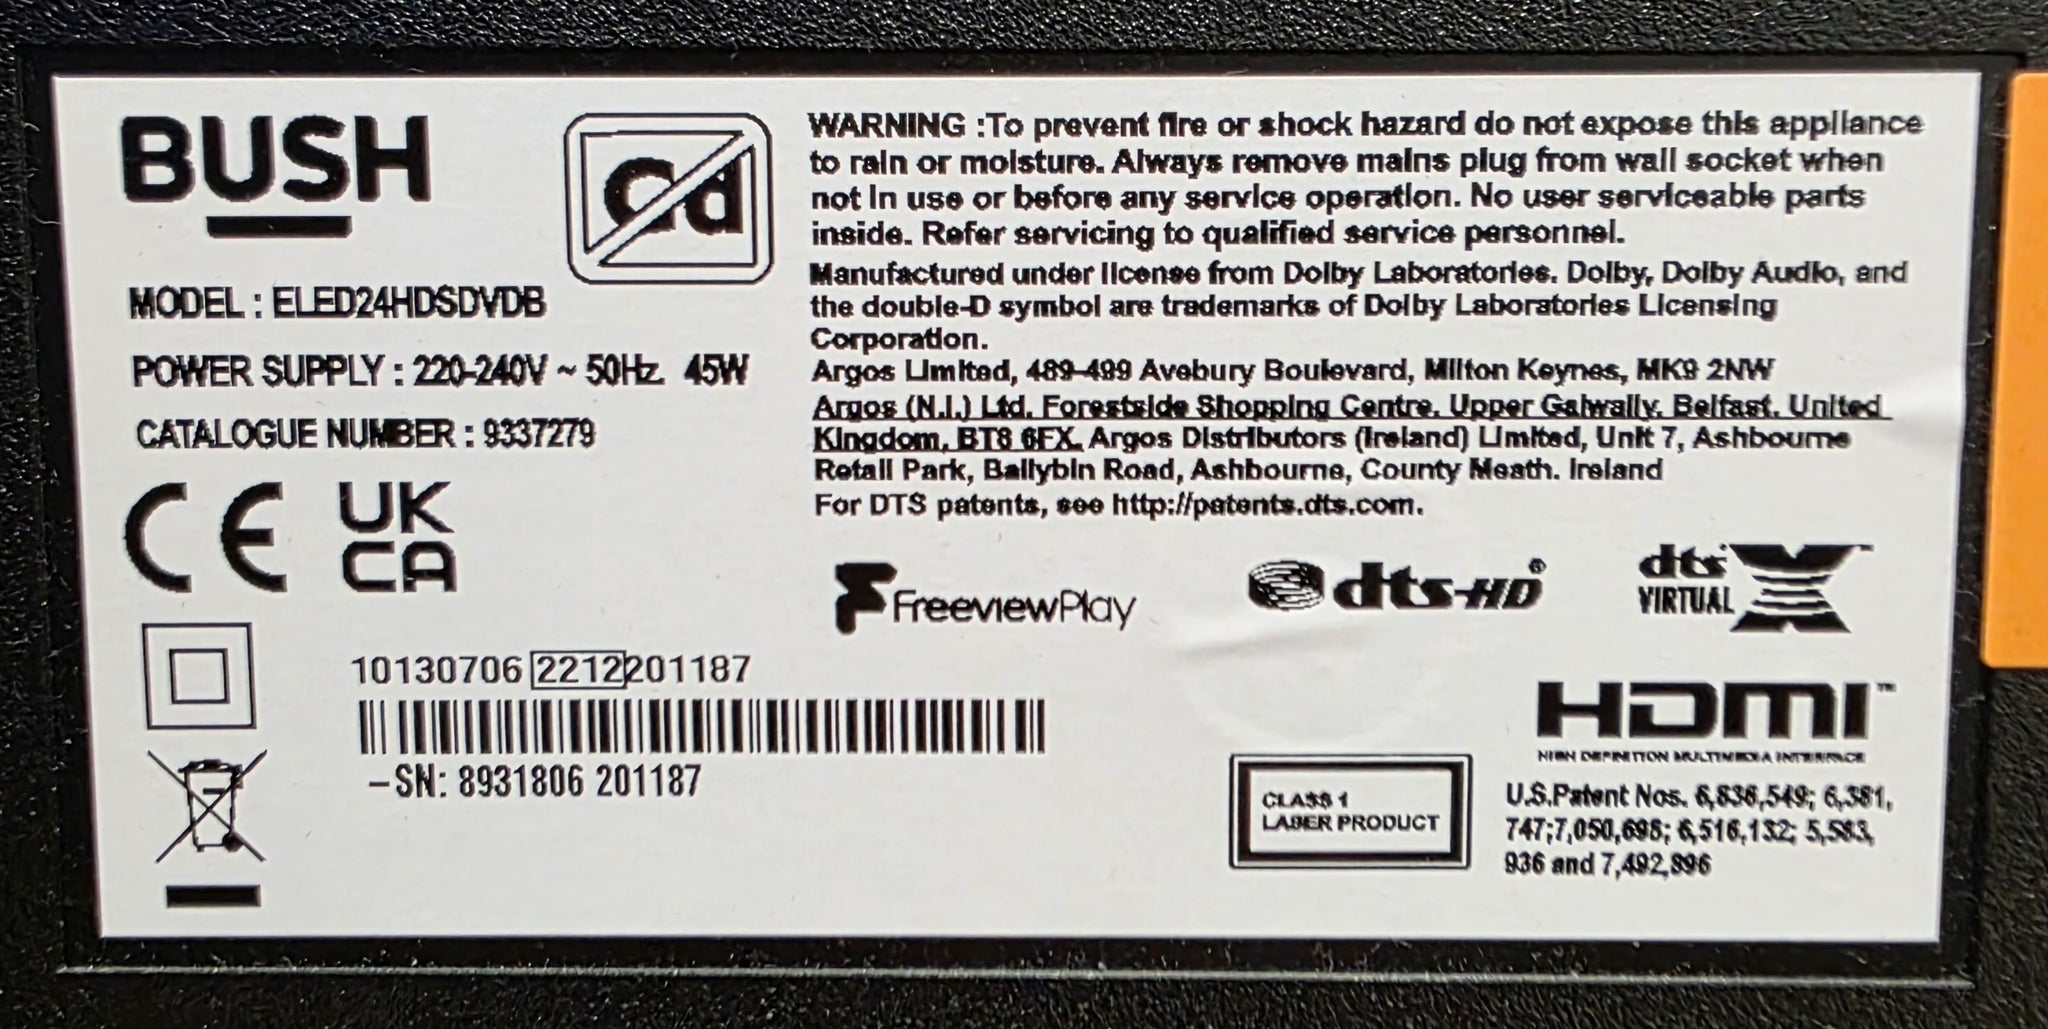 BUSH
Cd
MODEL : ELED24HDSDVDB
POWER SUPPLY : 220-240V ~ 50Hz 45W
CATALOGUE NUMBER : 9337279
CE
UK
CA
10130706 2212201187
-SN: 8931806 201187
WARNING :To prevent fire or shock hazard do not expose this appliance
to rain or moisture. Always remove mains plug from wall socket when
not in use or before any service operation. No user serviceable parts
inside. Refer servicing to qualified service personnel.
Manufactured under license from Dolby Laboratories. Dolby, Dolby Audio, and
the double-D symbol are trademarks of Dolby Laboratories Licensing
Corporation.
Argos Limited, 489-499 Avebury Boulevard, Milton Keynes, MK9 2NW
Argos (N.I.) Ltd. Forestside Shopping Centre. Upper Galwally. Belfast. United
Kingdom, BT8 6FX. Argos Distributors (Ireland) Limited, Unit 7, Ashbourne
Retail Park, Ballybin Road, Ashbourne, County Meath. Ireland
For DTS patents, see http://patents.dts.com.
FreeviewPlay
dts-HD®
dts X™
VIRTUAL
HDMI™
HIGH DEFINITION MULTIMEDIA INTERFACE
CLASS 1
LASER PRODUCT
U.S.Patent Nos. 6,836,549; 6,381,
747;7,050,698; 6,516,132; 5,583,
936 and 7,492,896